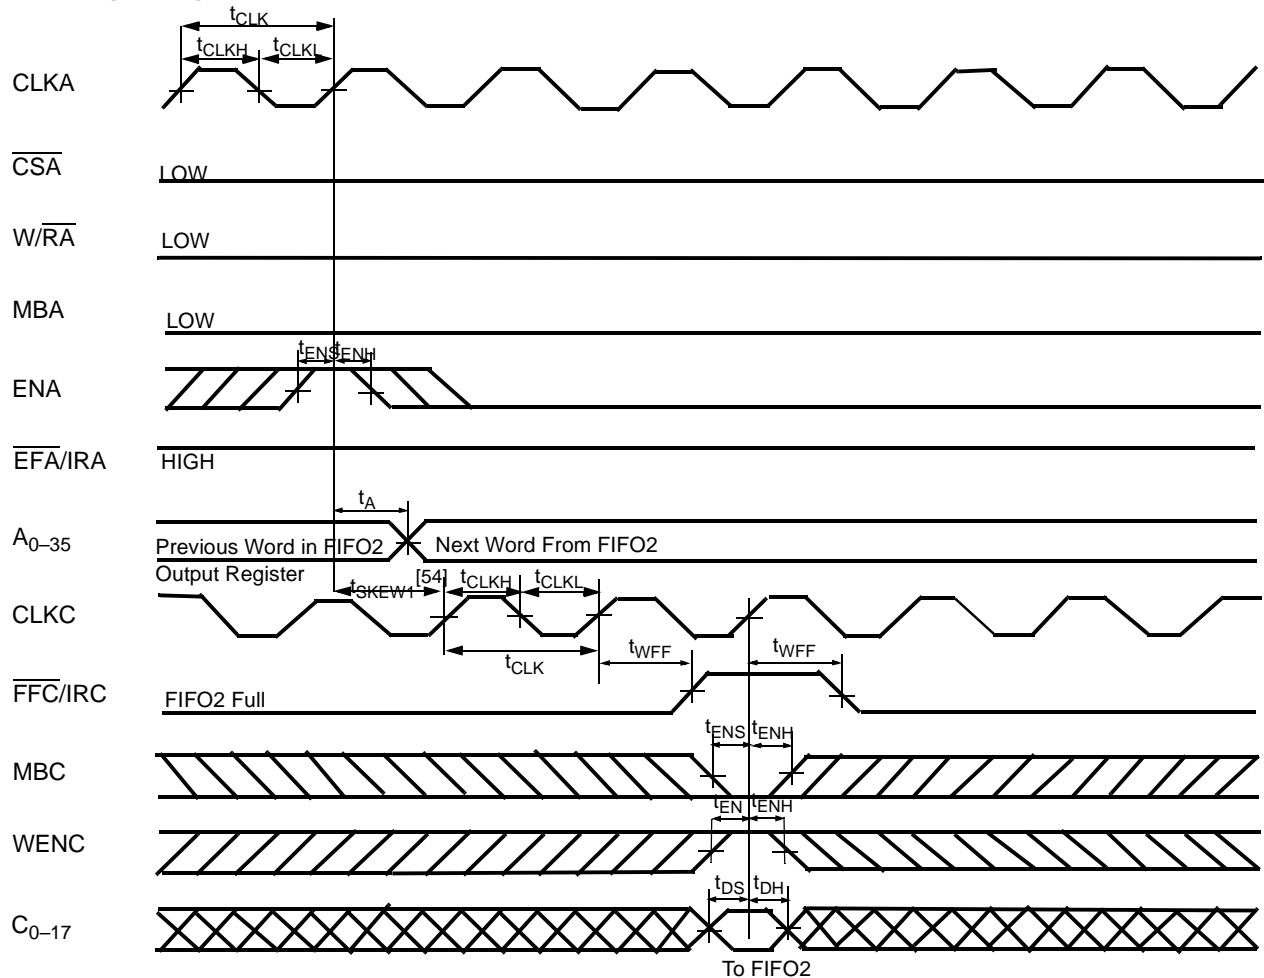 tCLK
tCLKH tCLKL
CLKA
CSA LOW
W/RA LOW
MBA LOW
tENS tENH
ENA
EFA/IRA HIGH
tA
A0–35 Previous Word in FIFO2 Next Word From FIFO2
Output Register
tSKEW1[54] tCLKH tCLKL
CLKC
tCLK tWFF tWFF
FFC/IRC FIFO2 Full
tENS tENH
MBC
tEN tENH
WENC
tDS tDH
C0–17
To FIFO2